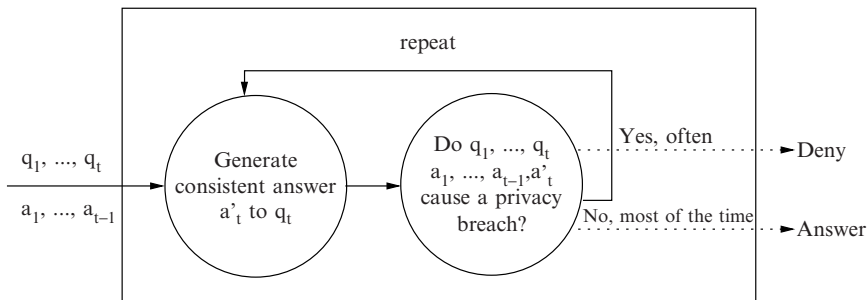 repeat
q1, ..., qt
a1, ..., at–1
Generate
consistent answer
a't to qt
Do q1, ..., qt
a1, ..., at–1,a't
cause a privacy
breach?
Yes, often
Deny
No, most of the time
Answer